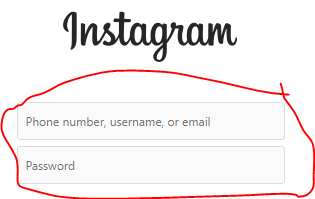 Instagram
Phone number, username, or email
Password